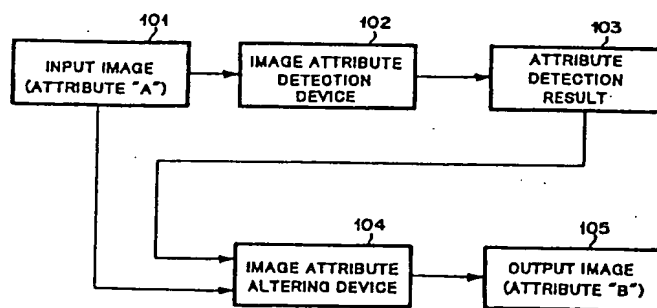 101
INPUT IMAGE
(ATTRIBUTE "A")
102
IMAGE ATTRIBUTE
DETECTION
DEVICE
103
ATTRIBUTE
DETECTION
RESULT
104
IMAGE ATTRIBUTE
ALTERING DEVICE
105
OUTPUT IMAGE
(ATTRIBUTE "B")